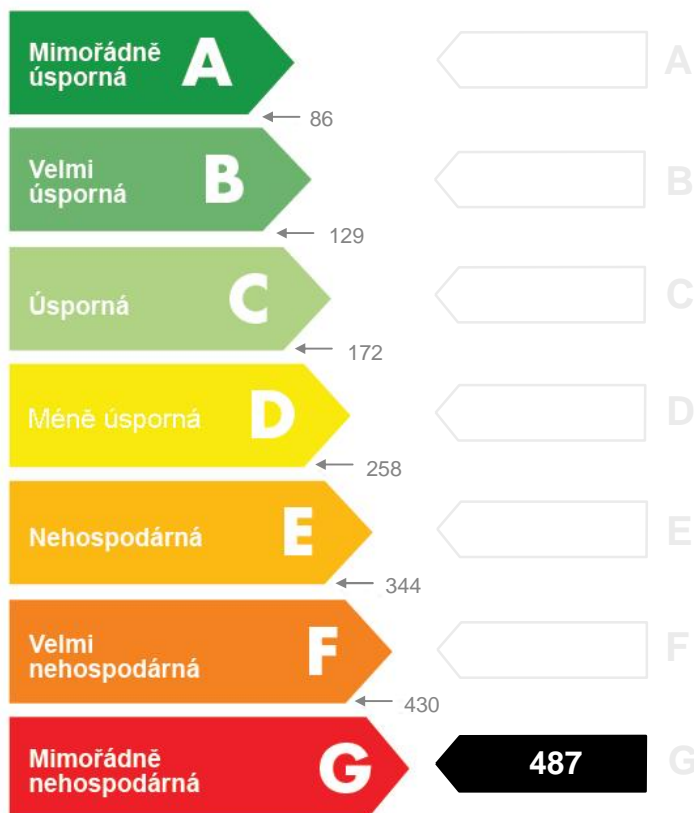 Mimořádně
úsporná
A
A
86
Velmi
úsporná
B
B
129
Úsporná
C
C
172
Méně úsporná
D
D
258
Nehospodárná
E
E
344
Velmi
nehospodárná
F
F
430
Mimořádně
nehospodárná
G
487
G